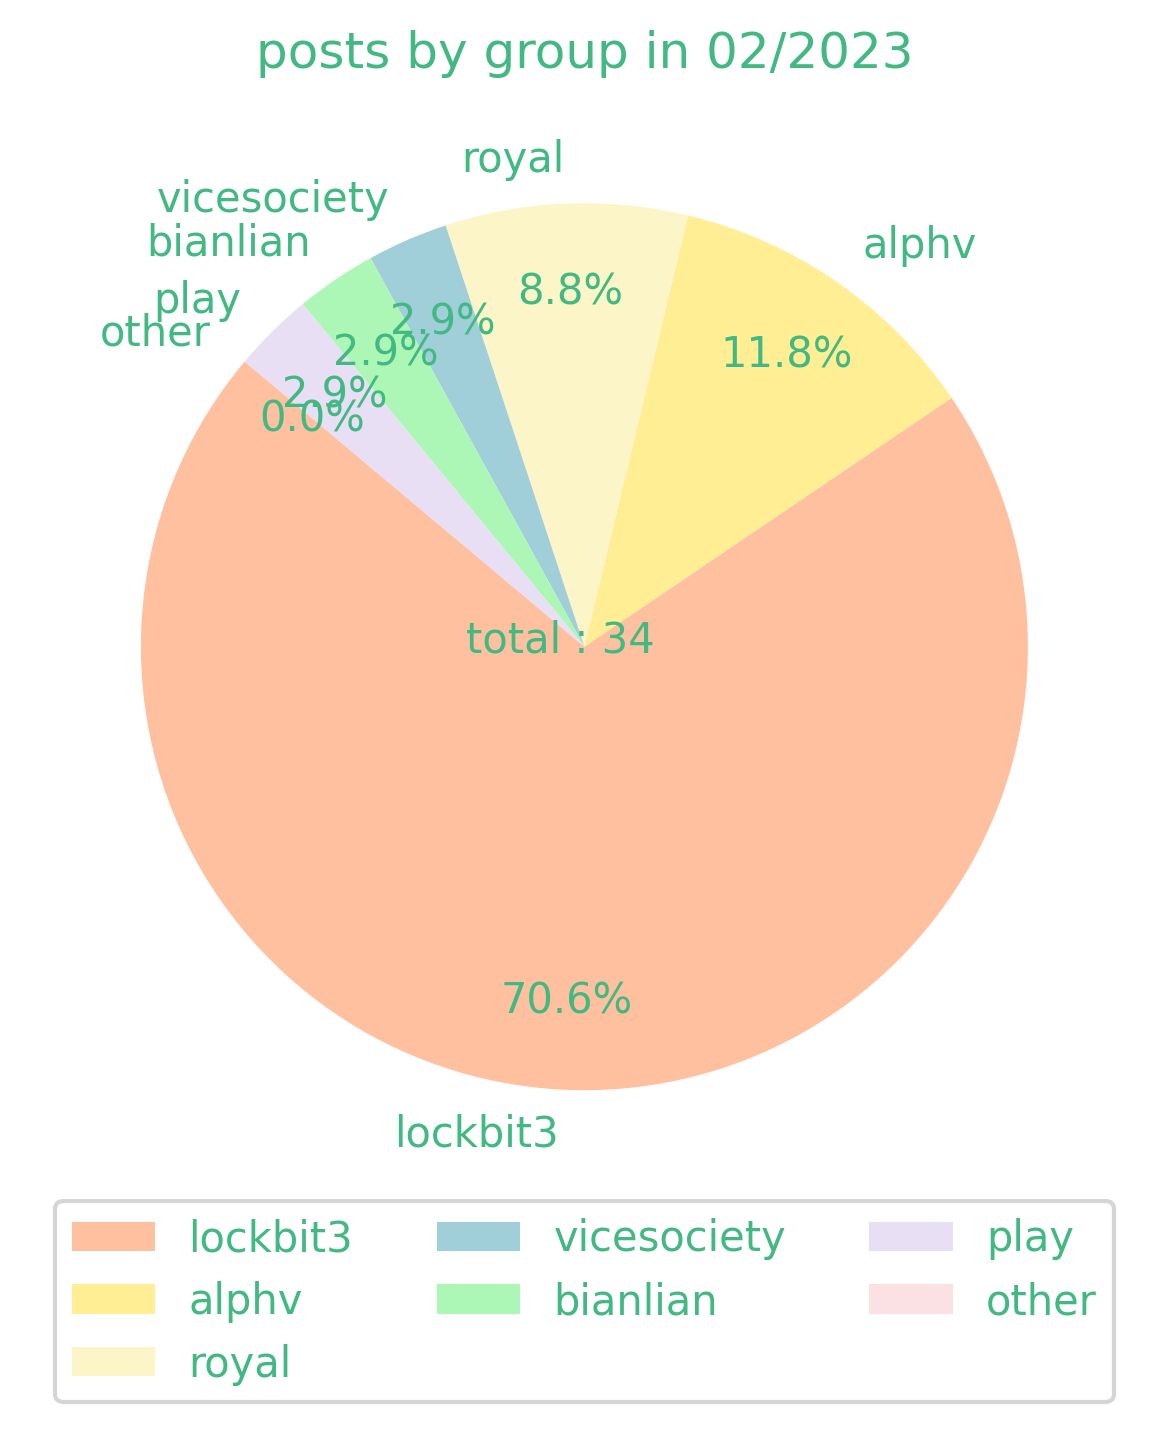 posts by group in 02/2023
royal
vicesociety
bianlian
alphv
play
other
8.8%
2.9%
11.8%
2.9%
2.9%
0.0%
total : 34
70.6%
lockbit3
lockbit3
vicesociety
play
alphv
bianlian
other
royal